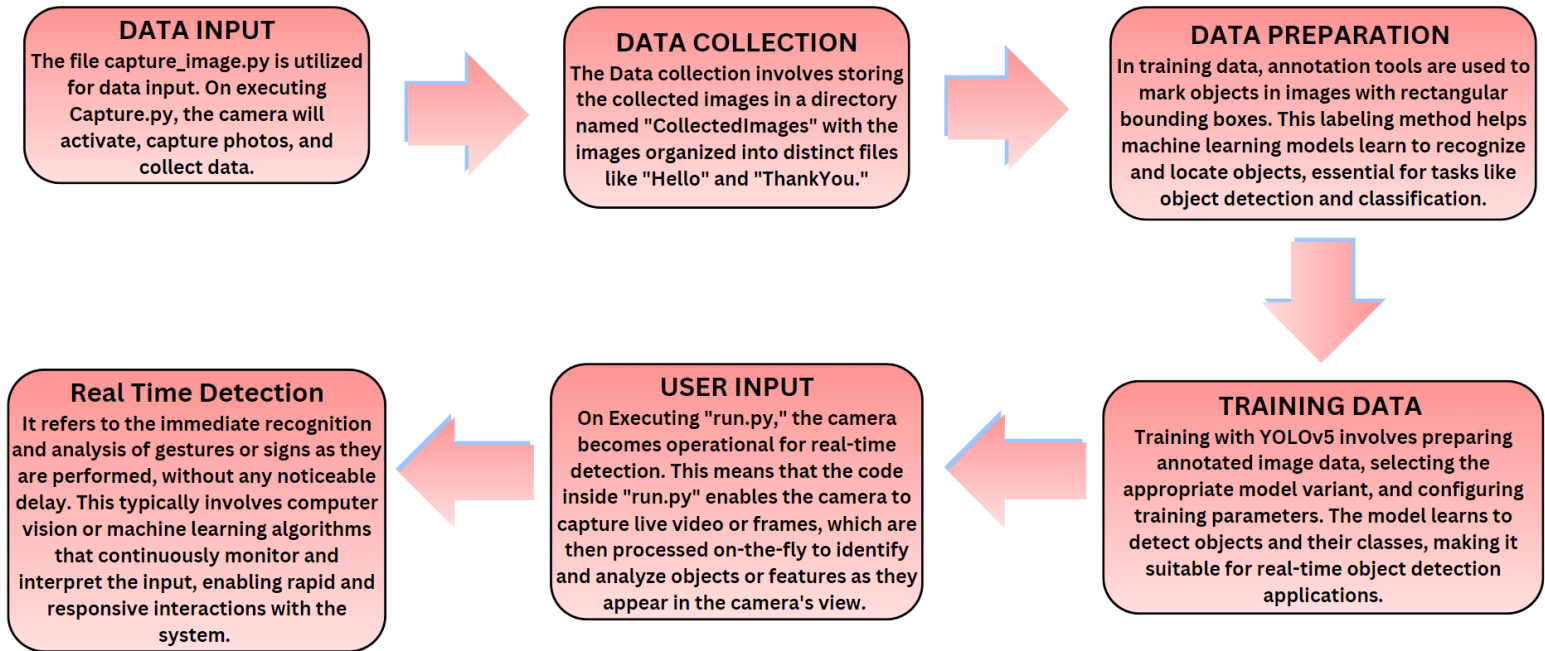 DATA INPUT
The file capture_image.py is utilized
for data input. On executing
Capture.py, the camera will
activate, capture photos, and
collect data.
DATA COLLECTION
The Data collection involves storing
the collected images in a directory
named "CollectedImages" with the
images organized into distinct files
like "Hello" and "ThankYou."
DATA PREPARATION
In training data, annotation tools are used to
mark objects in images with rectangular
bounding boxes. This labeling method helps
machine learning models learn to recognize
and locate objects, essential for tasks like
object detection and classification.
TRAINING DATA
Training with YOLOv5 involves preparing
annotated image data, selecting the
appropriate model variant, and configuring
training parameters. The model learns to
detect objects and their classes, making it
suitable for real-time object detection
applications.
USER INPUT
On Executing "run.py," the camera
becomes operational for real-time
detection. This means that the code
inside "run.py" enables the camera to
capture live video or frames, which are
then processed on-the-fly to identify
and analyze objects or features as they
appear in the camera's view.
Real Time Detection
It refers to the immediate recognition
and analysis of gestures or signs as they
are performed, without any noticeable
delay. This typically involves computer
vision or machine learning algorithms
that continuously monitor and
interpret the input, enabling rapid and
responsive interactions with the
system.